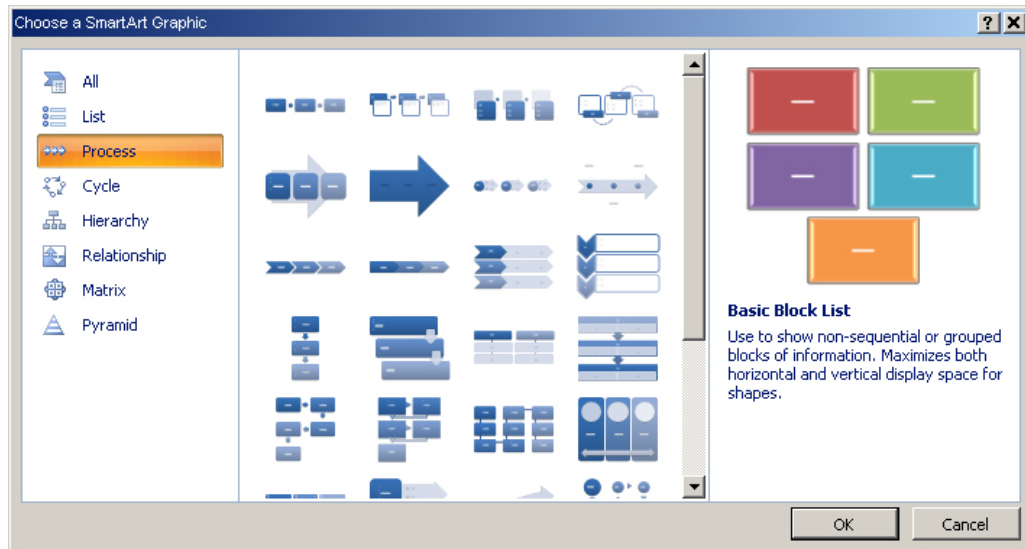 Choose a SmartArt Graphic
All
List
Process
Cycle
Hierarchy
Relationship
Matrix
Pyramid
Basic Block List
Use to show non-sequential or grouped
blocks of information. Maximizes both
horizontal and vertical display space for
shapes.
OK
Cancel